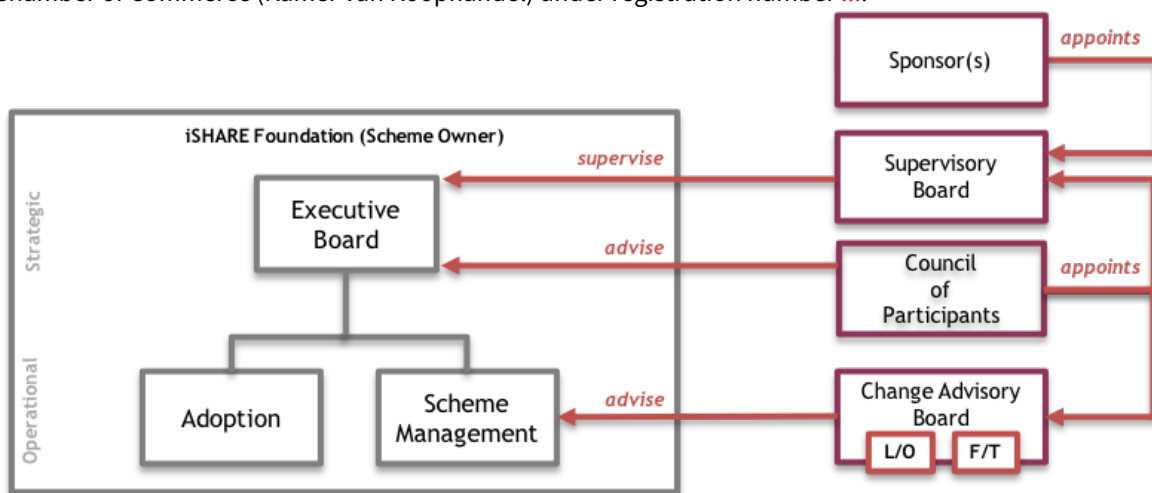 chamber of Commerce (Kamer van Koophandel) under registration number ...
appoints
Sponsor(s)
iSHARE Foundation (Scheme Owner)
supervise
Supervisory
Board
Strategic
Executive
Board
advise
Council
of
Participants
appoints
Operational
Adoption
Scheme
Management
advise
Change Advisory
Board
L/O
F/T